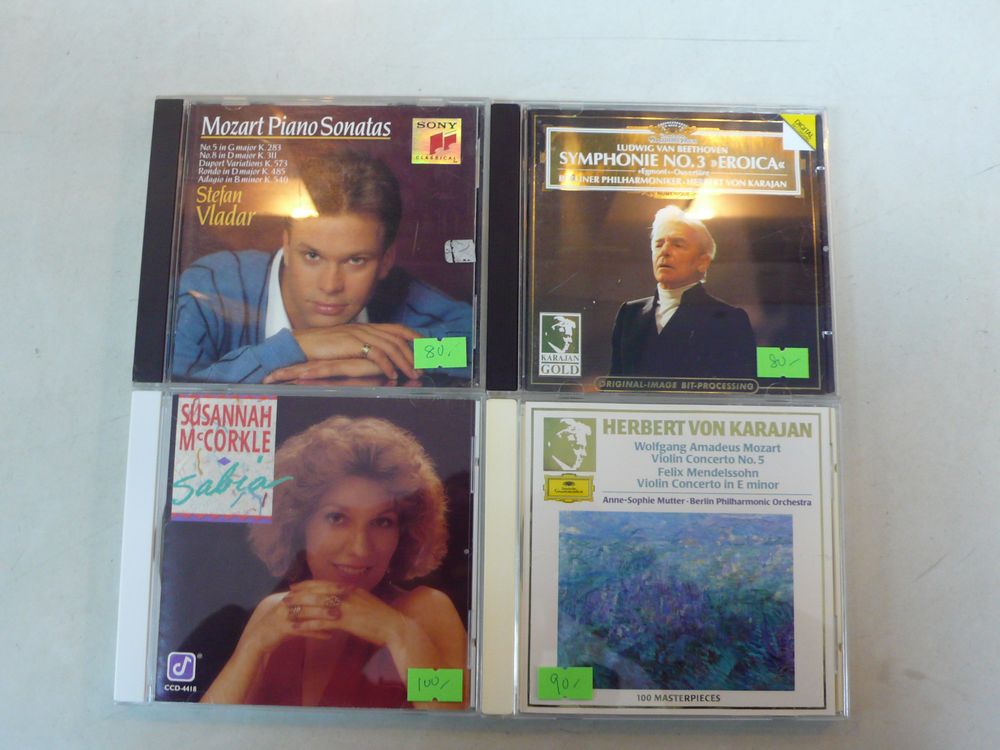 Mozart Piano Sonatas
No. 5 in G major K. 283
No. 8 in D major K. 311
Duport Variations K. 573
Rondo in D major K. 485
Adagio in B minor K. 540
Stefan
Vladar
SONY
CLASSICAL
80,-
DIGITAL
LUDWIG VAN BEETHOVEN
SYMPHONIE NO. 3 »EROICA«
»Egmont«-Ouvertüre
BERLINER PHILHARMONIKER · HERBERT VON KARAJAN
KARAJAN
GOLD
80,-
ORIGINAL-IMAGE BIT-PROCESSING
SUSANNAH
McCORKLE
Sabia
CCD-4418
100,-
HERBERT VON KARAJAN
Wolfgang Amadeus Mozart
Violin Concerto No. 5
Felix Mendelssohn
Violin Concerto in E minor
Anne-Sophie Mutter · Berlin Philharmonic Orchestra
90,-
100 MASTERPIECES